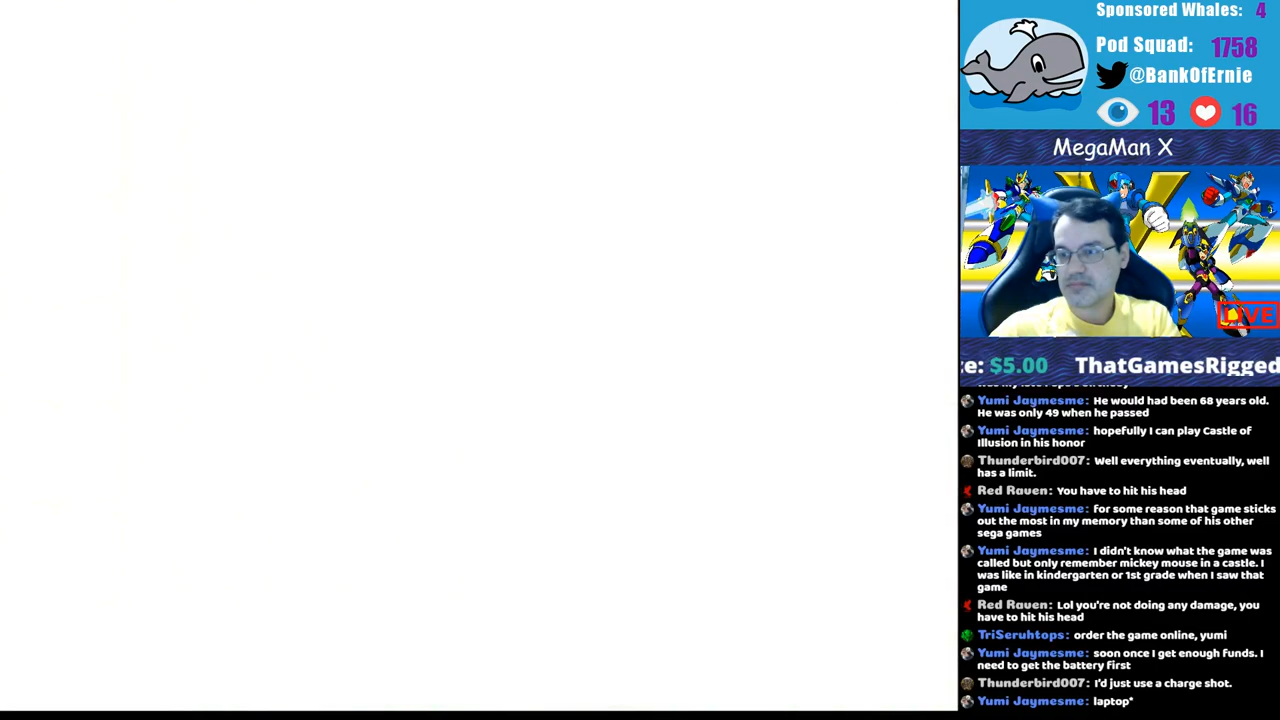 Sponsored Whales: 4
Pod Squad: 1758
@BankOfErnie
13 16
MegaMan X
LIVE
e: $5.00 ThatGamesRigged
Yumi Jaymesme: He would had been 68 years old.
He was only 49 when he passed
Yumi Jaymesme: hopefully I can play Castle of
Illusion in his honor
Thunderbird007: Well everything eventually, well
has a limit.
Red Raven: You have to hit his head
Yumi Jaymesme: for some reason that game sticks
out the most in my memory than some of his other
sega games
Yumi Jaymesme: I didn't know what the game was
called but only remember mickey mouse in a castle. I
was like in kindergarten or 1st grade when I saw that
game
Red Raven: Lol you're not doing any damage, you
have to hit his head
TriSeruhtops: order the game online, yumi
Yumi Jaymesme: soon once I get enough funds. I
need to get the battery first
Thunderbird007: I'd just use a charge shot.
Yumi Jaymesme: laptop*